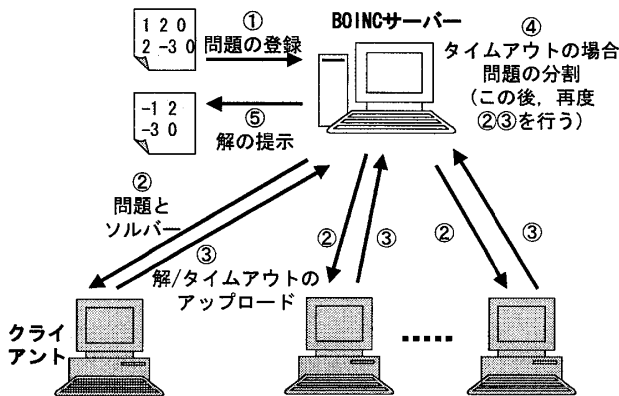 1 2 0
2 -3 0
①
問題の登録
BOINCサーバー
④
タイムアウトの場合
問題の分割
(この後,再度
②③を行う)
-1 2
-3 0
⑤
解の提示
②
問題と
ソルバー
③
解/タイムアウトの
アップロード
②
③
②
③
クライ
アント
.....